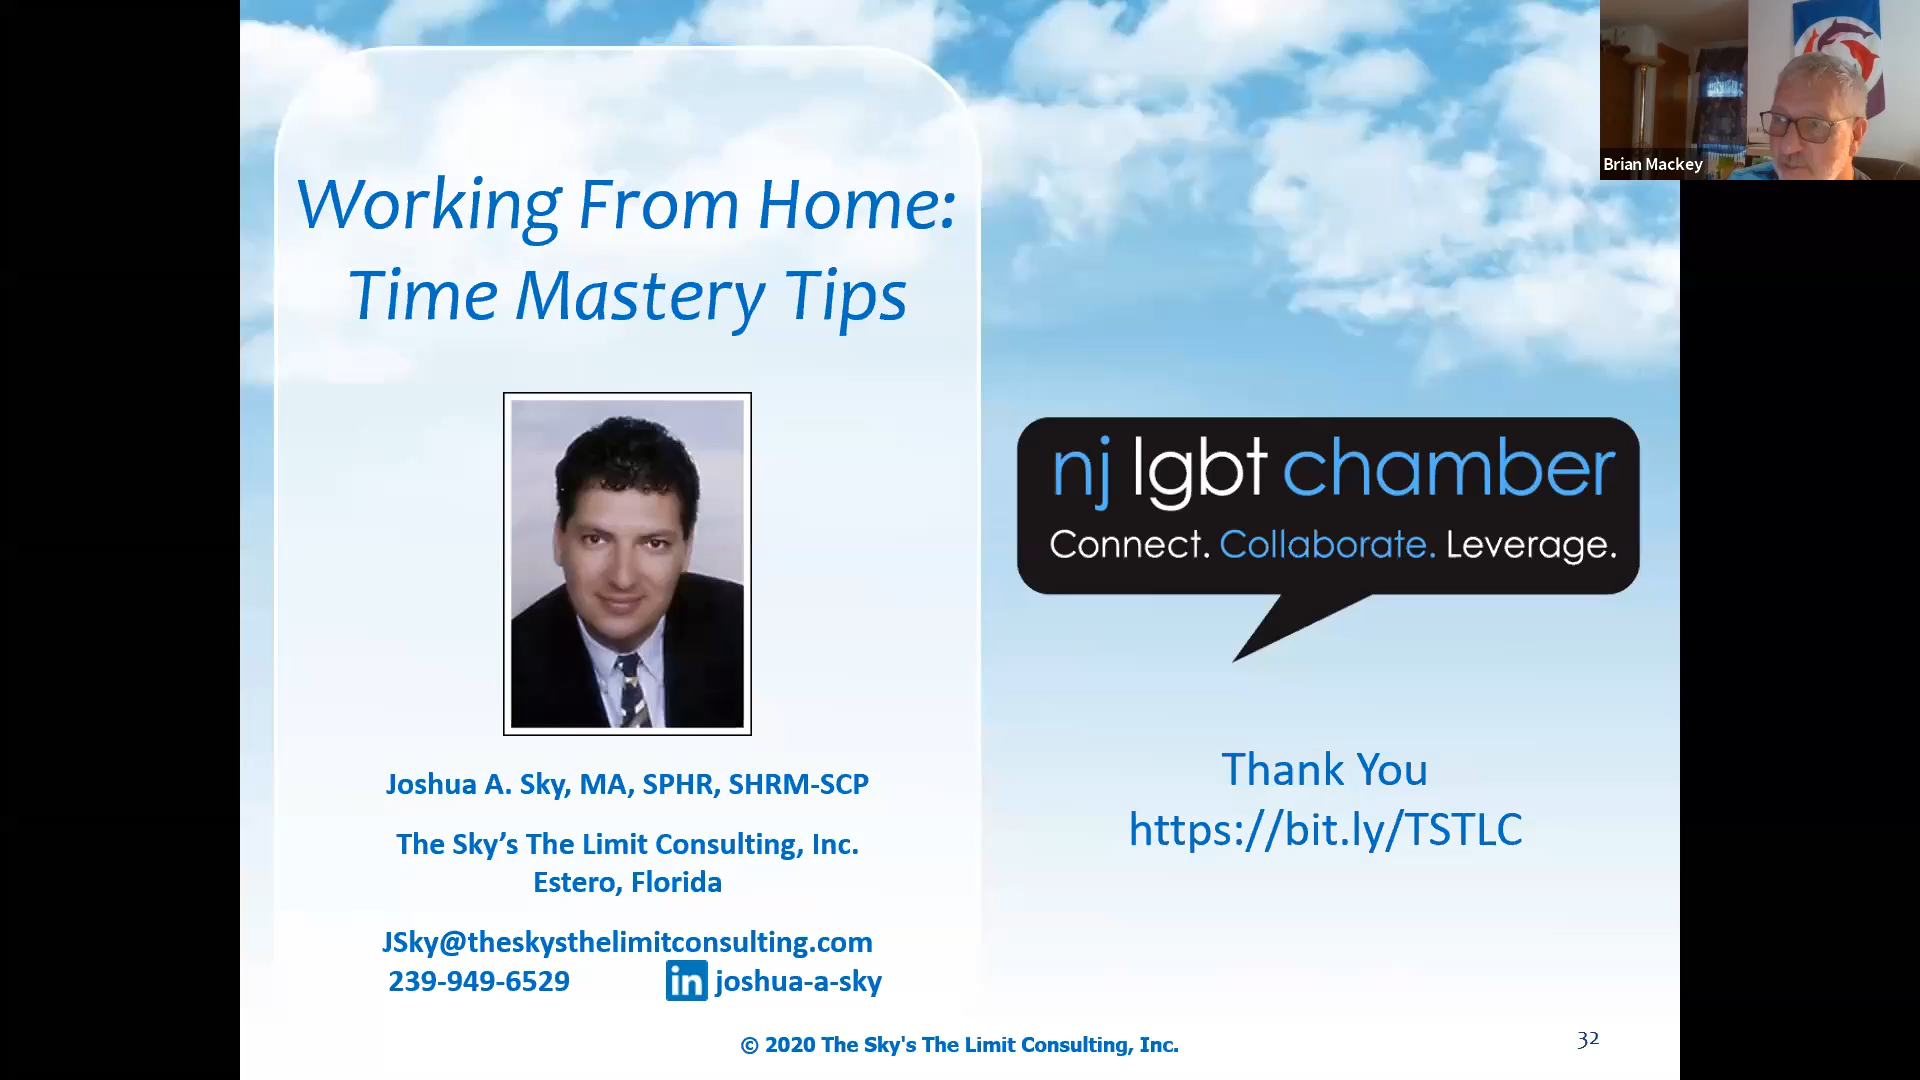 Working From Home:
Time Mastery Tips
Joshua A. Sky, MA, SPHR, SHRM-SCP
The Sky’s The Limit Consulting, Inc.
Estero, Florida
JSky@theskysthelimitconsulting.com
239-949-6529
in joshua-a-sky
nj lgbt chamber
Connect. Collaborate. Leverage.
Thank You
https://bit.ly/TSTLC
© 2020 The Sky's The Limit Consulting, Inc.
32
Brian Mackey